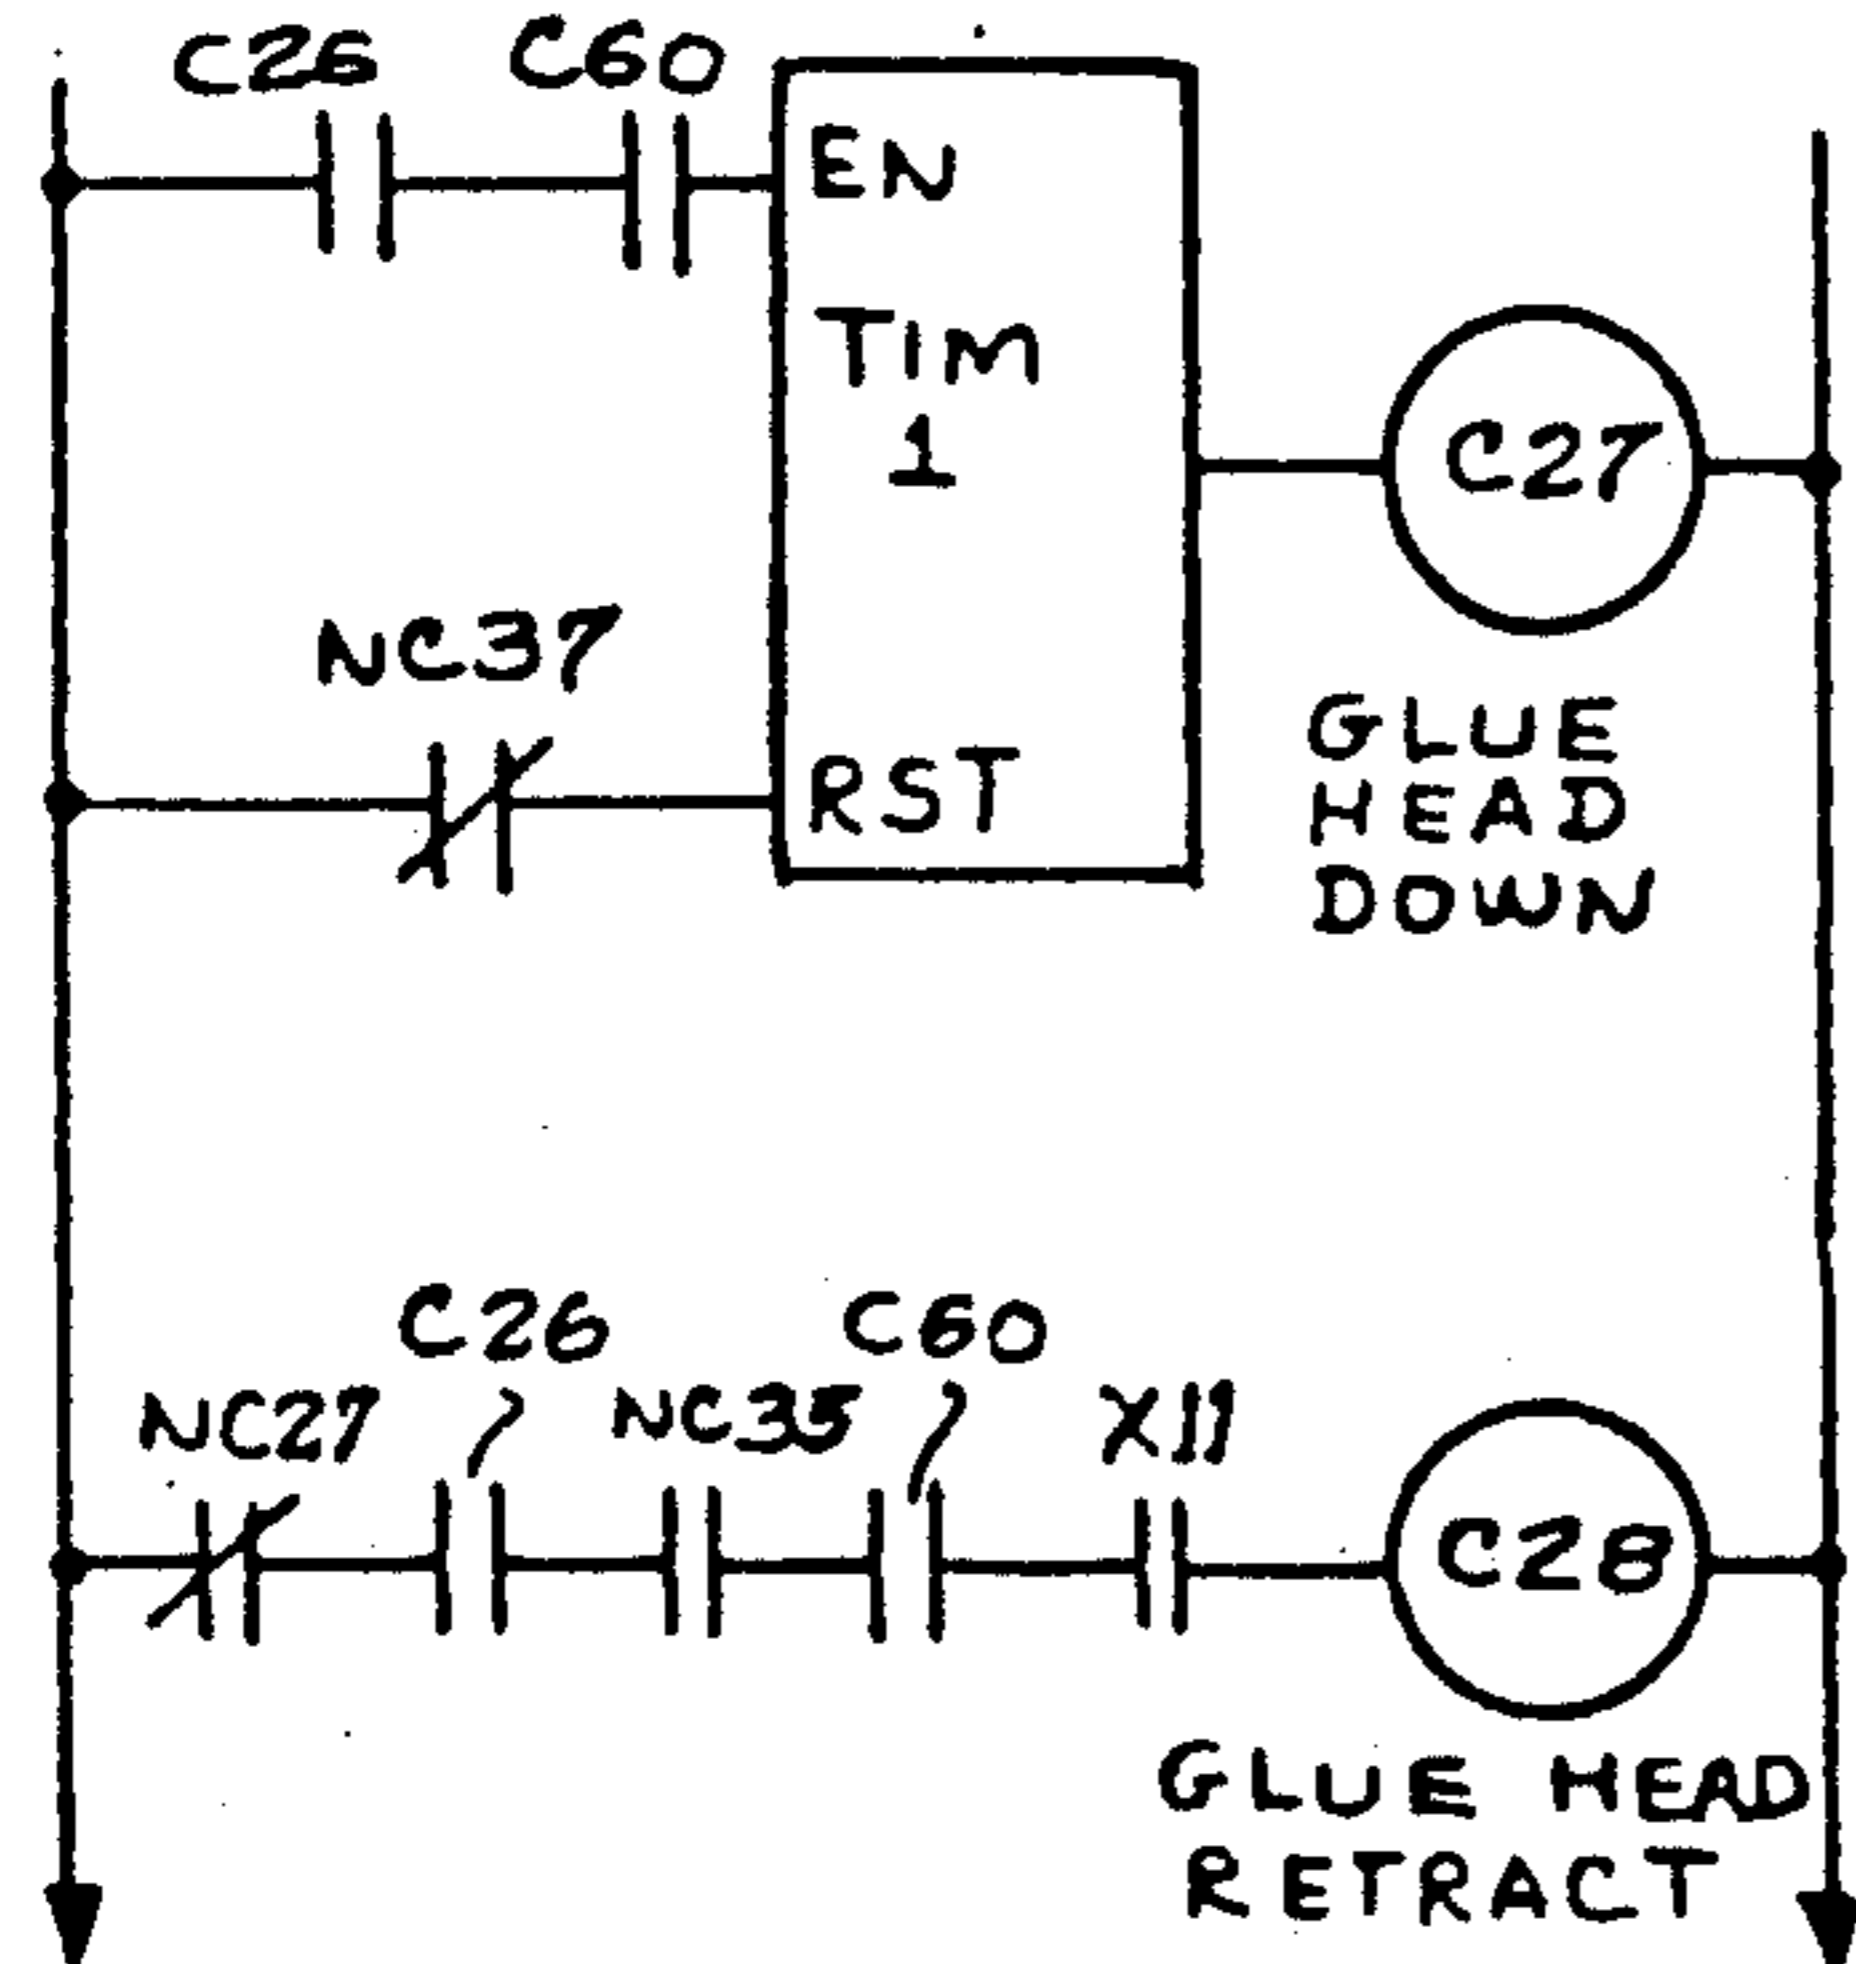 C26 C60
EN
TIM
1
C27
NC37
RST
GLUE
HEAD
DOWN
C26 C60
NC27 NC35 X11
C28
GLUE HEAD
RETRACT